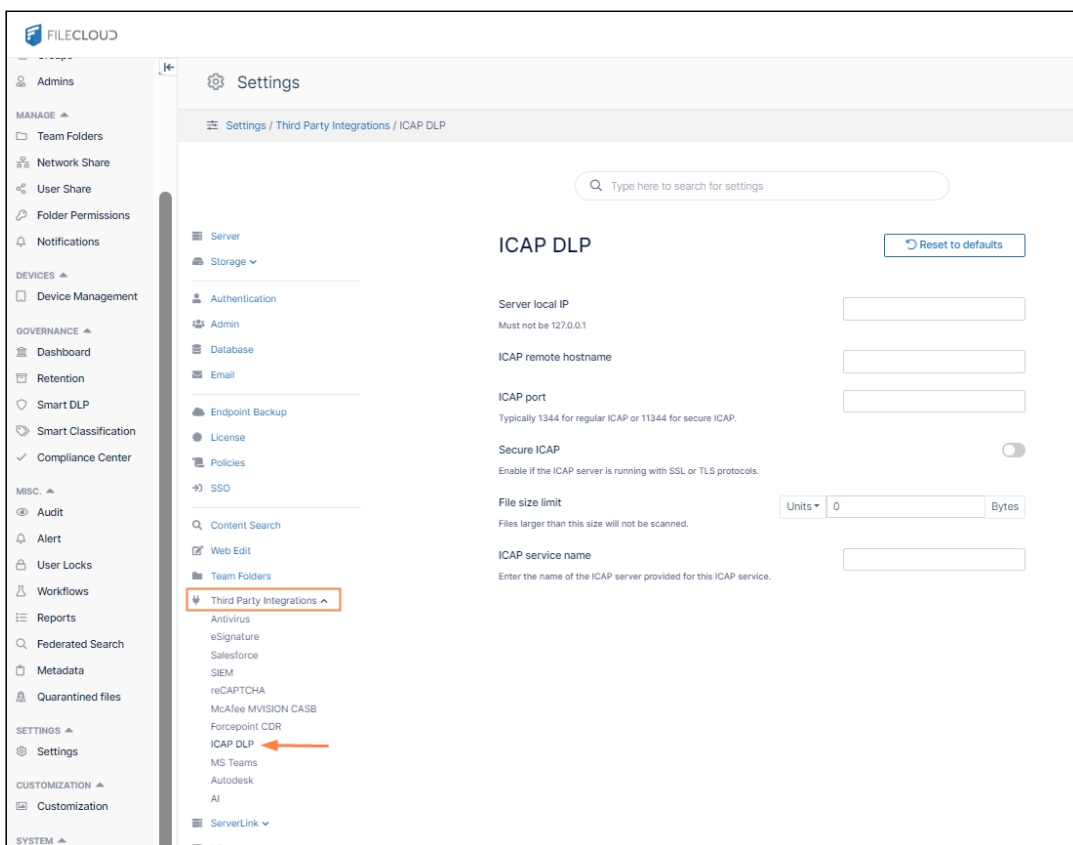 FILECLOUD
Groups
Admins
MANAGE
Team Folders
Network Share
User Share
Folder Permissions
Notifications
DEVICES
Device Management
GOVERNANCE
Dashboard
Retention
Smart DLP
Smart Classification
Compliance Center
MISC.
Audit
Alert
User Locks
Workflows
Reports
Federated Search
Metadata
Quarantined files
SETTINGS
Settings
CUSTOMIZATION
Customization
SYSTEM
Settings
Settings / Third Party Integrations / ICAP DLP
Type here to search for settings
Server
Storage
Authentication
Admin
Database
Email
Endpoint Backup
License
Policies
SSO
Content Search
Web Edit
Team Folders
Third Party Integrations
Antivirus
eSignature
Salesforce
SIEM
reCAPTCHA
McAfee MVISION CASB
Forcepoint CDR
ICAP DLP
MS Teams
Autodesk
AI
ServerLink
ICAP DLP
Reset to defaults
Server local IP
Must not be 127.0.0.1
ICAP remote hostname
ICAP port
Typically 1344 for regular ICAP or 11344 for secure ICAP.
Secure ICAP
Enable if the ICAP server is running with SSL or TLS protocols.
File size limit
Units 0 Bytes
Files larger than this size will not be scanned.
ICAP service name
Enter the name of the ICAP server provided for this ICAP service.